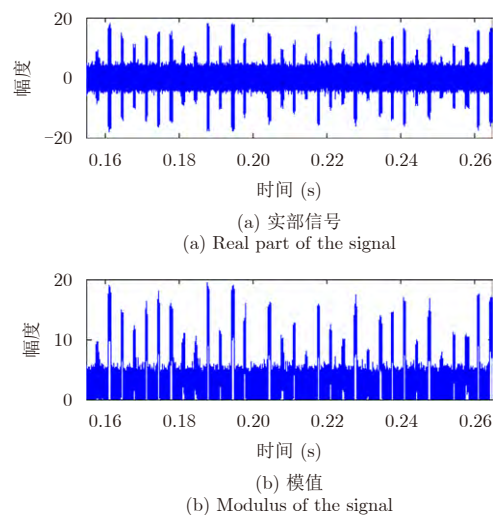 20
0
−20
幅度
0.16 0.18 0.20 0.22 0.24 0.26
时间 (s)
(a) 实部信号
(a) Real part of the signal
20
10
0
幅度
0.16 0.18 0.20 0.22 0.24 0.26
时间 (s)
(b) 模值
(b) Modulus of the signal